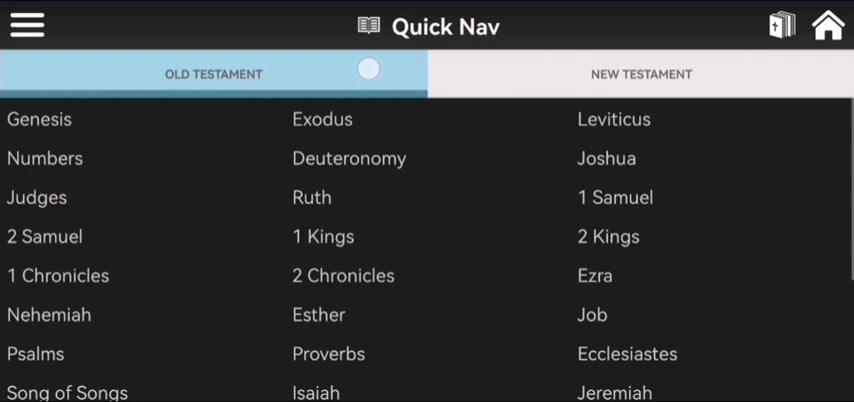 Quick Nav
OLD TESTAMENT NEW TESTAMENT
Genesis Exodus Leviticus
Numbers Deuteronomy Joshua
Judges Ruth 1 Samuel
2 Samuel 1 Kings 2 Kings
1 Chronicles 2 Chronicles Ezra
Nehemiah Esther Job
Psalms Proverbs Ecclesiastes
Song of Songs Isaiah Jeremiah